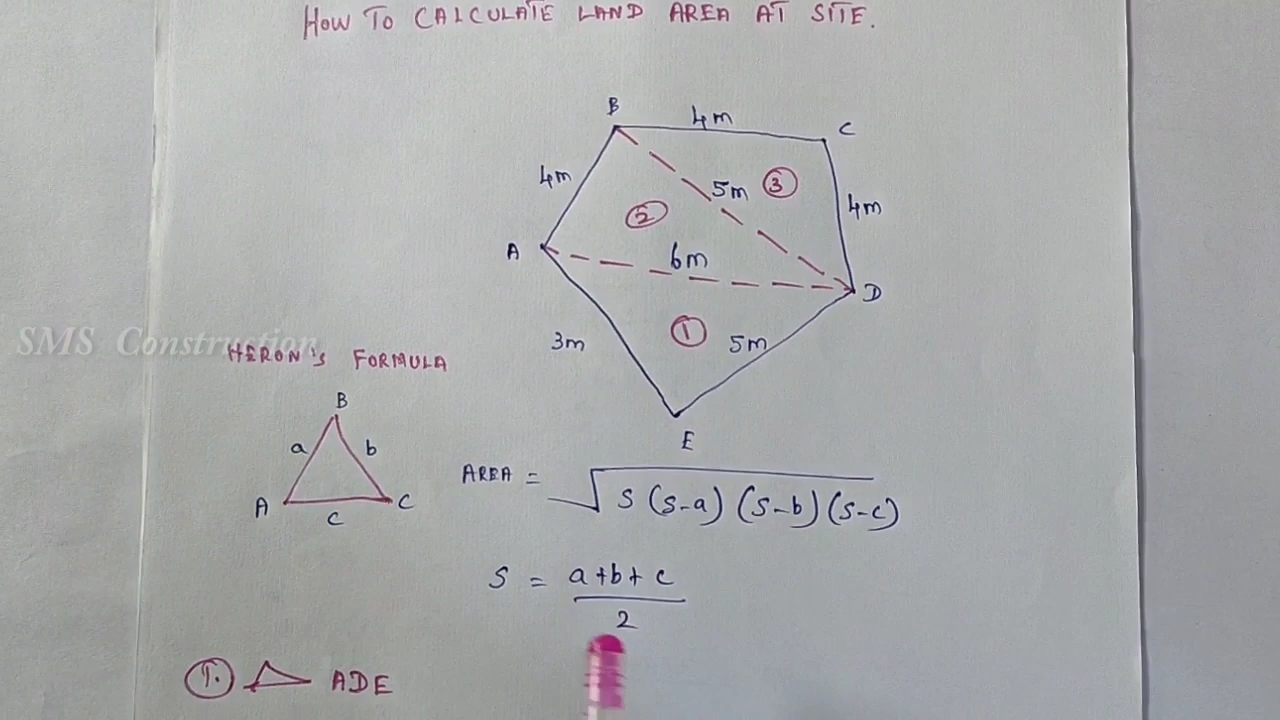 HOW TO CALCULATE LAND AREA AT SITE.
B 4m C
4m 5m 3 4m
2
A 6m D
1
3m 5m
E
SMS Construction
HERON's FORMULA
B
a b
A c C
AREA = √ S (S-a) (S-b) (S-c)
S = a+b+c
2
1. ADE